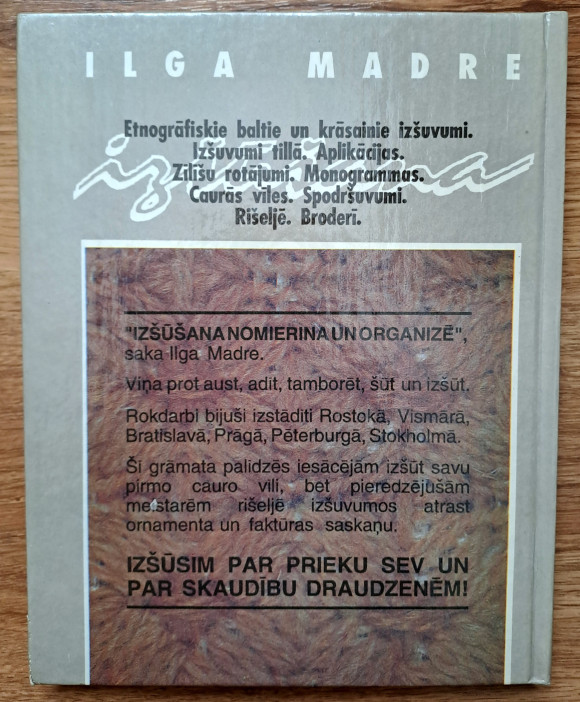 ILGA MADRE
izšūšana
Etnogrāfiskie baltie un krāsainie izšuvumi.
Izšuvumi tillā. Aplikācijas.
Zīlīšu rotājumi. Monogrammas.
Caurās vīles. Spodršuvumi.
Rišeljē. Broderī.
"IZŠŪŠANA NOMIERINA UN ORGANIZĒ",
saka Ilga Madre.
Viņa prot aust, adīt, tamborēt, šūt un izšūt.
Rokdarbi bijuši izstādīti Rostokā, Vismārā,
Bratislavā, Prāgā, Pēterburgā, Stokholmā.
Šī grāmata palīdzēs iesācējām izšūt savu
pirmo cauro vīli, bet pieredzējušām
meistarēm rišeljē izšuvumos atrast
ornamenta un faktūras saskaņu.
IZŠŪSIM PAR PRIEKU SEV UN
PAR SKAUDĪBU DRAUDZENĒM!